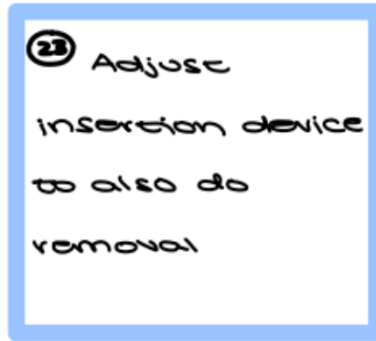 23 Adjust
insertion device
to also do
removal